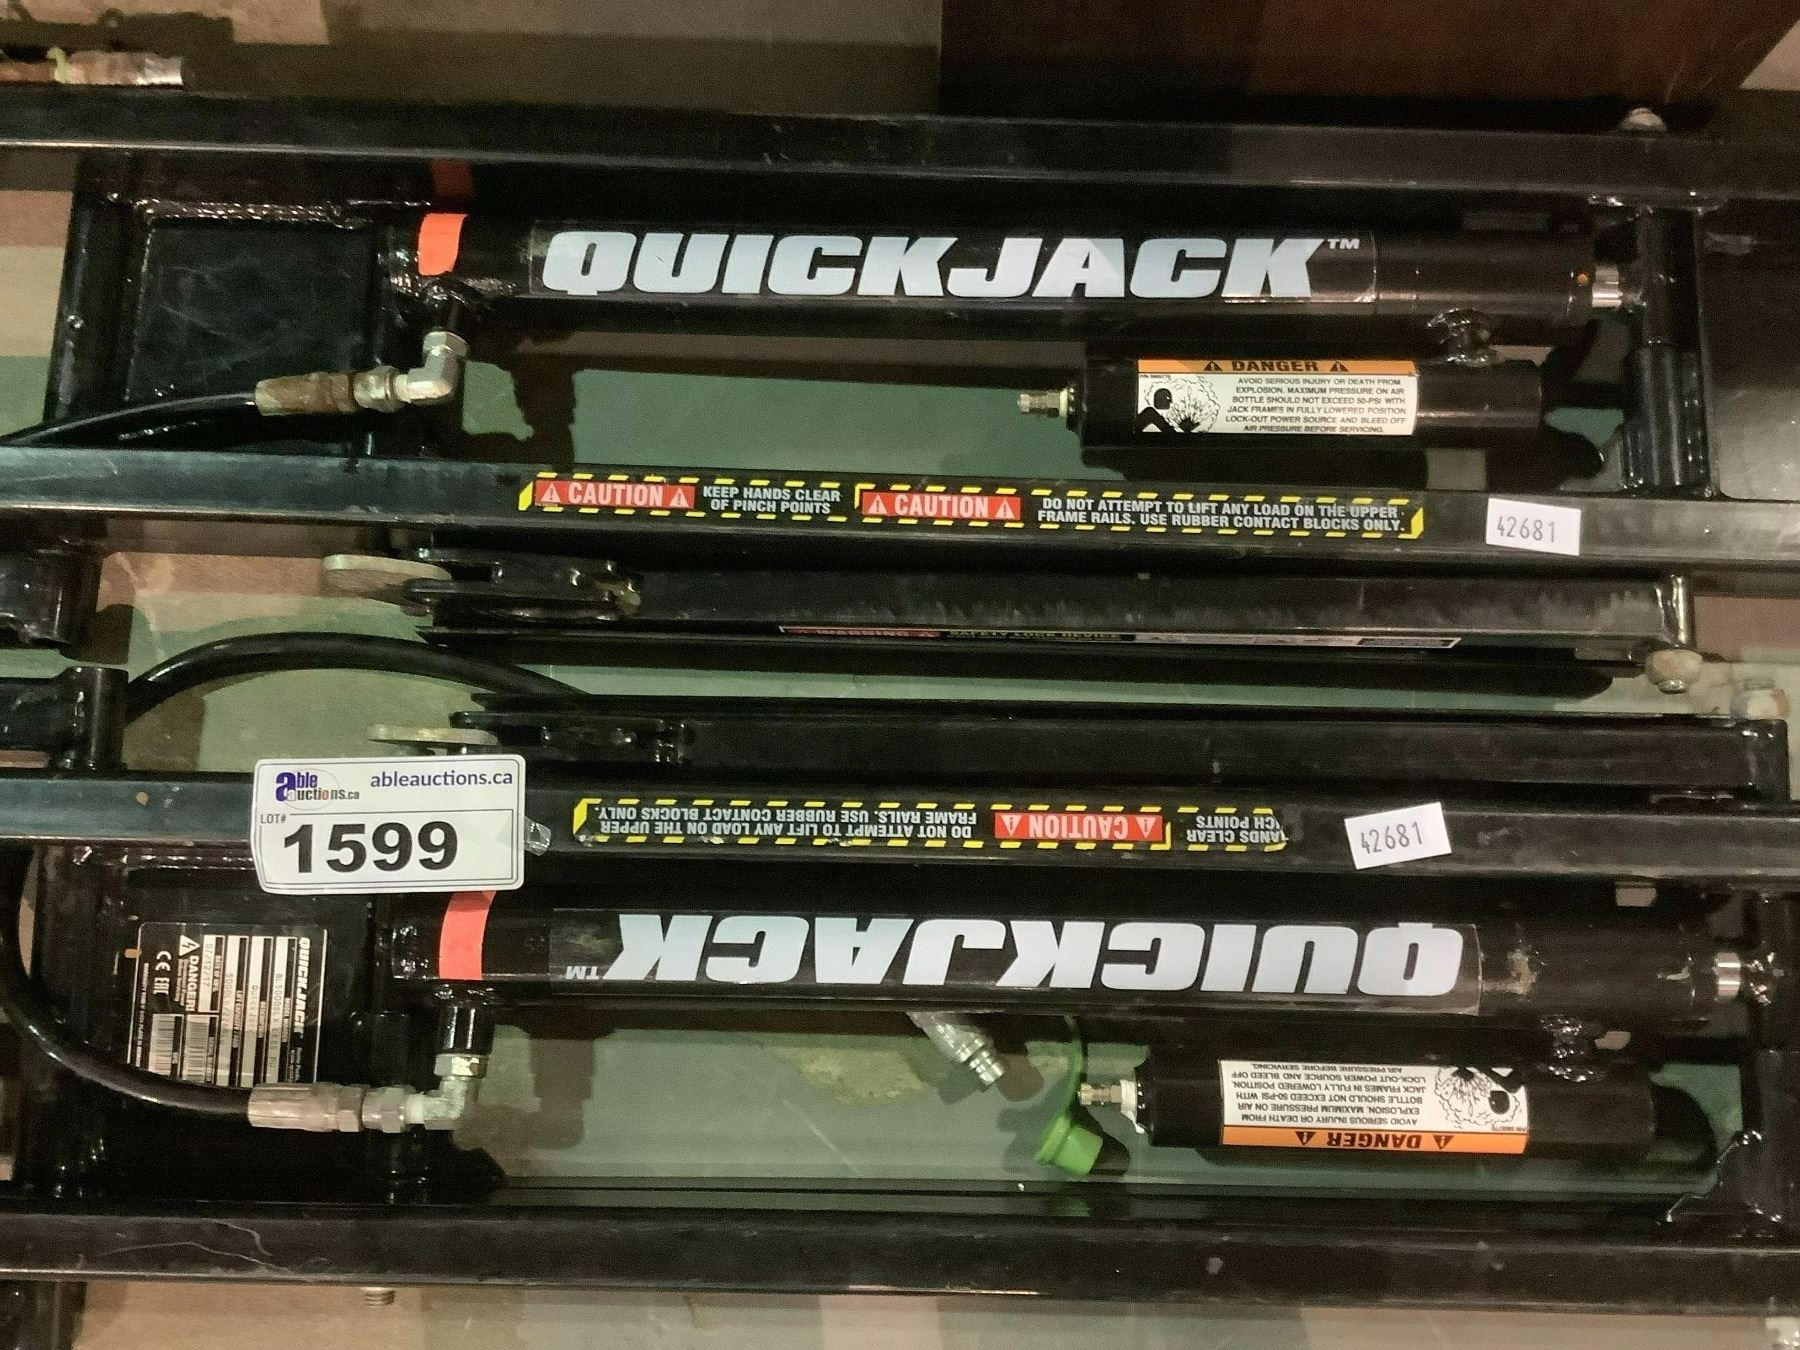 QUICKJACK™
DANGER
AVOID SERIOUS INJURY OR DEATH FROM
EXPLOSION. MAXIMUM PRESSURE ON AIR
BOTTLE SHOULD NOT EXCEED 50-PSI WITH
JACK FRAMES IN FULLY LOWERED POSITION
LOCK-OUT POWER SOURCE AND BLEED OFF
AIR PRESSURE BEFORE SERVICING.
CAUTION
KEEP HANDS CLEAR
OF PINCH POINTS
CAUTION
DO NOT ATTEMPT TO LIFT ANY LOAD ON THE UPPER
FRAME RAILS. USE RUBBER CONTACT BLOCKS ONLY.
42681
WARNING SAFETY LOCK DEVICE
able auctions.ca
ableauctions.ca
LOT#
1599
HANDS CLEAR
PINCH POINTS
CAUTION
DO NOT ATTEMPT TO LIFT ANY LOAD ON THE UPPER
FRAME RAILS. USE RUBBER CONTACT BLOCKS ONLY.
42681
QUICKJACK™
QUICKJACK
DANGER
CE EAC
DANGER
AVOID SERIOUS INJURY OR DEATH FROM
EXPLOSION. MAXIMUM PRESSURE ON AIR
BOTTLE SHOULD NOT EXCEED 50-PSI WITH
JACK FRAMES IN FULLY LOWERED POSITION.
LOCK-OUT POWER SOURCE AND BLEED OFF
AIR PRESSURE BEFORE SERVICING.